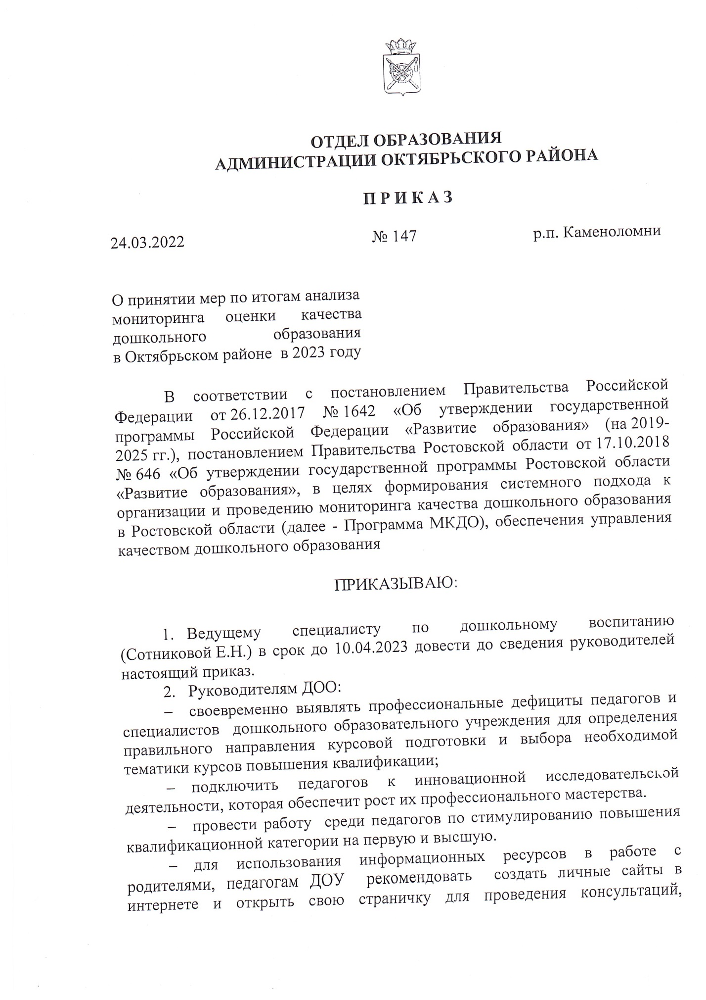 ОТДЕЛ ОБРАЗОВАНИЯ
АДМИНИСТРАЦИИ ОКТЯБРЬСКОГО РАЙОНА
П Р И К А З
24.03.2022 № 147 р.п. Каменоломни
О принятии мер по итогам анализа
мониторинга оценки качества
дошкольного образования
в Октябрьском районе в 2023 году
В соответствии с постановлением Правительства Российской
Федерации от 26.12.2017 № 1642 «Об утверждении государственной
программы Российской Федерации «Развитие образования» (на 2019-
2025 гг.), постановлением Правительства Ростовской области от 17.10.2018
№ 646 «Об утверждении государственной программы Ростовской области
«Развитие образования», в целях формирования системного подхода к
организации и проведению мониторинга качества дошкольного образования
в Ростовской области (далее - Программа МКДО), обеспечения управления
качеством дошкольного образования
ПРИКАЗЫВАЮ:
1. Ведущему специалисту по дошкольному воспитанию
(Сотниковой Е.Н.) в срок до 10.04.2023 довести до сведения руководителей
настоящий приказ.
2. Руководителям ДОО:
– своевременно выявлять профессиональные дефициты педагогов и
специалистов дошкольного образовательного учреждения для определения
правильного направления курсовой подготовки и выбора необходимой
тематики курсов повышения квалификации;
– подключить педагогов к инновационной исследовательской
деятельности, которая обеспечит рост их профессионального мастерства.
– провести работу среди педагогов по стимулированию повышения
квалификационной категории на первую и высшую.
– для использования информационных ресурсов в работе с
родителями, педагогам ДОУ рекомендовать создать личные сайты в
интернете и открыть свою страничку для проведения консультаций,